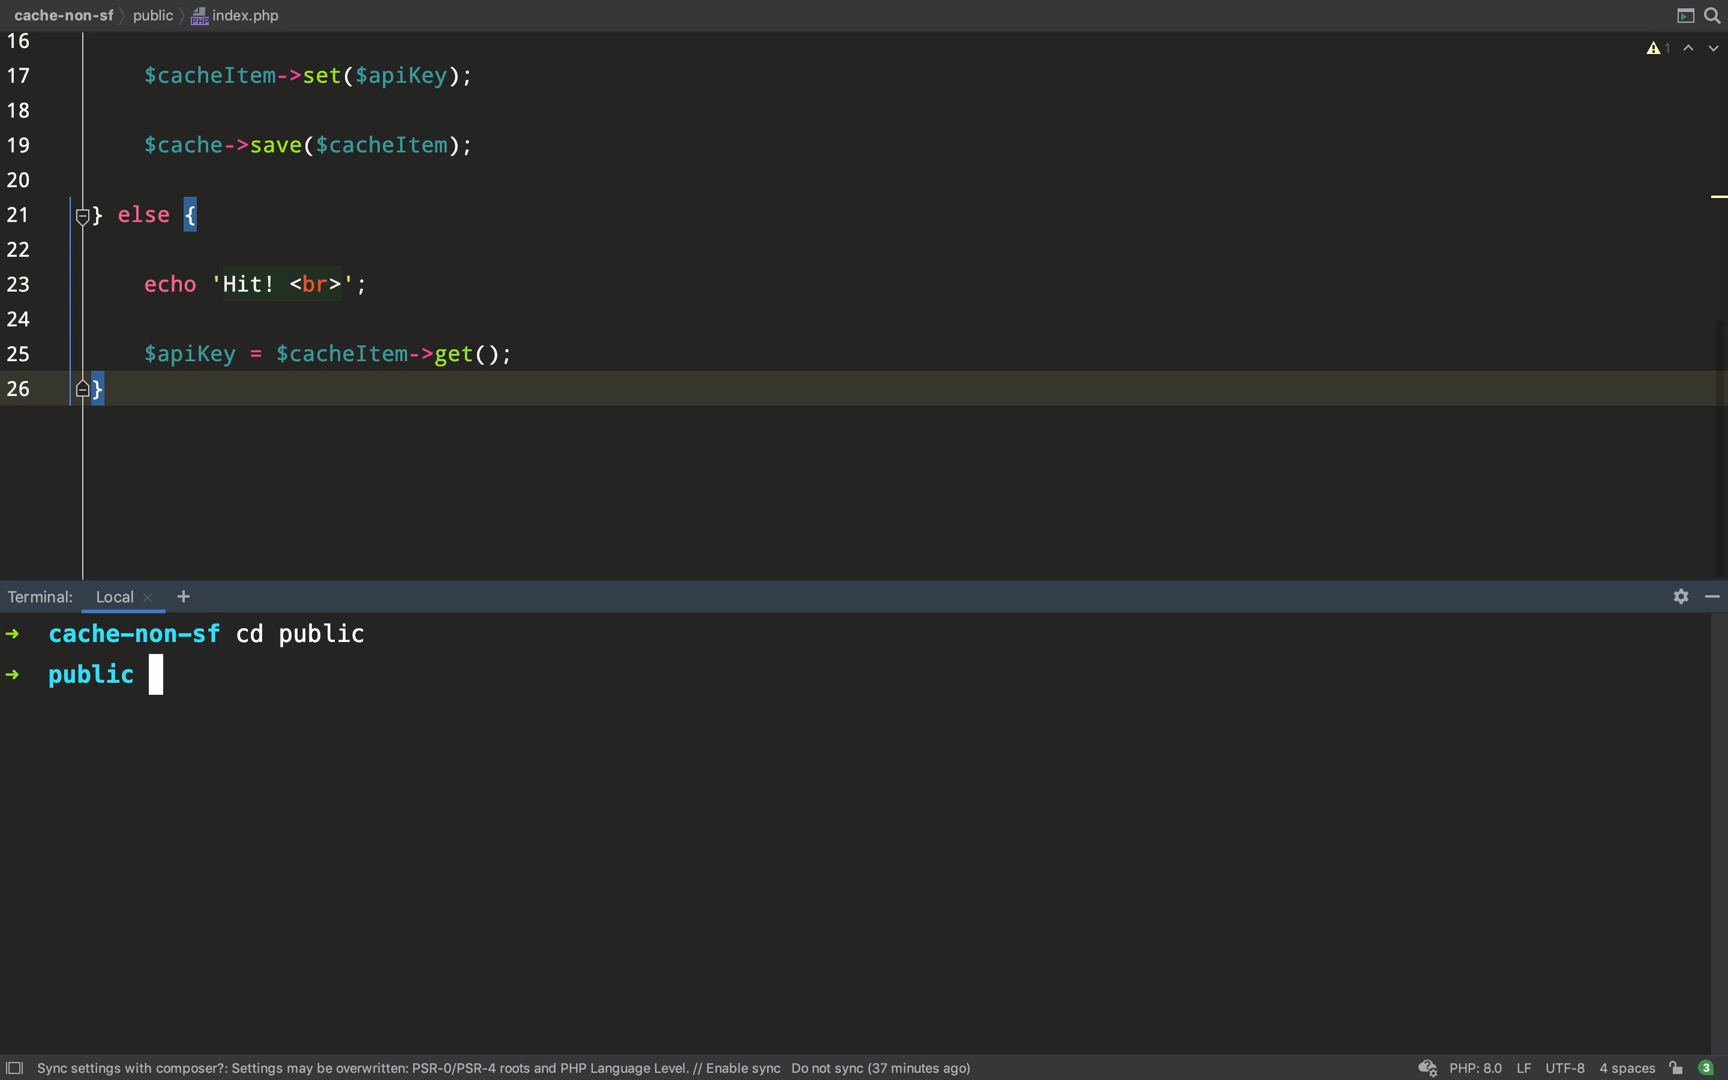 cache-non-sf public index.php
16
1
17 $cacheItem->set($apiKey);
18
19 $cache->save($cacheItem);
20
21 } else {
22
23 echo 'Hit! <br>';
24
25 $apiKey = $cacheItem->get();
26 }
Terminal: Local × +
→ cache-non-sf cd public
→ public
Sync settings with composer?: Settings may be overwritten: PSR-0/PSR-4 roots and PHP Language Level. // Enable sync Do not sync (37 minutes ago) PHP: 8.0 LF UTF-8 4 spaces 3